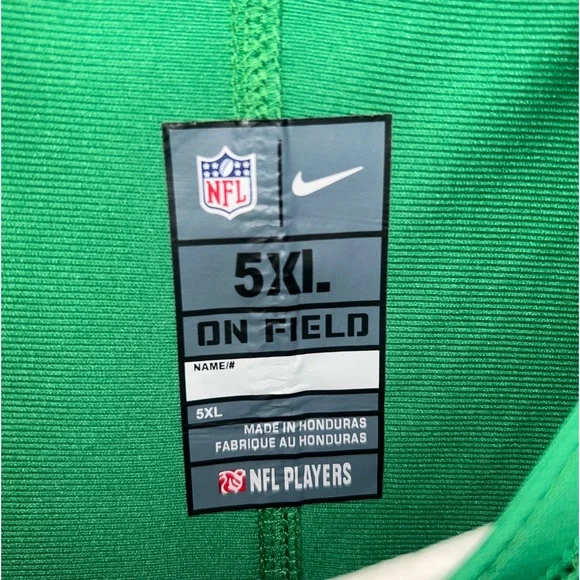 NFL
5XL
ON FIELD
NAME/#
5XL
MADE IN HONDURAS
FABRIQUE AU HONDURAS
NFL PLAYERS